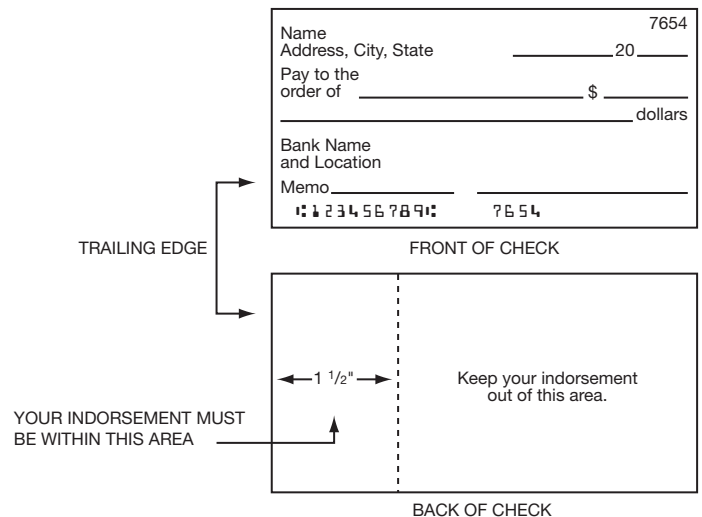 7654
Name
Address, City, State 20
Pay to the
order of $
dollars
Bank Name
and Location
Memo
⑆123456789⑆ 7654
TRAILING EDGE
FRONT OF CHECK
1 1/2"
Keep your indorsement
out of this area.
YOUR INDORSEMENT MUST
BE WITHIN THIS AREA
BACK OF CHECK